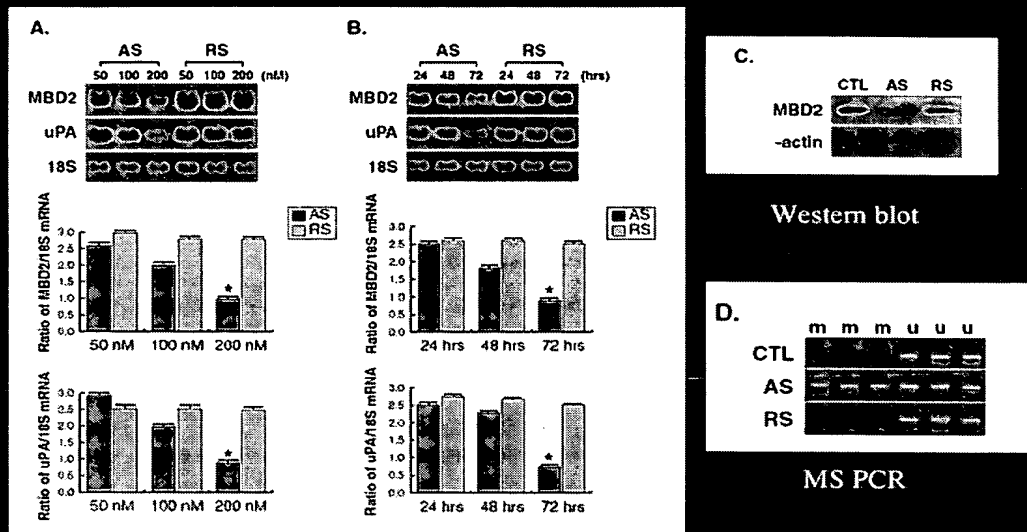 A.
AS RS
50 100 200 50 100 200 (nM)
MBD2
uPA
18S
AS
RS
Ratio of MBD2/18S mRNA
3.0
2.5
2.0
1.5
1.0
0.5
0.0
*
50 nM 100 nM 200 nM
Ratio of uPA/18S mRNA
3.0
2.5
2.0
1.5
1.0
0.5
0.0
*
50 nM 100 nM 200 nM
B.
AS RS
24 48 72 24 48 72 (hrs)
MBD2
uPA
18S
AS
RS
Ratio of MBD2/18S mRNA
3.0
2.5
2.0
1.5
1.0
0.5
0.0
*
24 hrs 48 hrs 72 hrs
Ratio of uPA/18S mRNA
3.0
2.5
2.0
1.5
1.0
0.5
0.0
*
24 hrs 48 hrs 72 hrs
C.
CTL AS RS
MBD2
-actin
Western blot
D.
m m m u u u
CTL
AS
RS
MS PCR